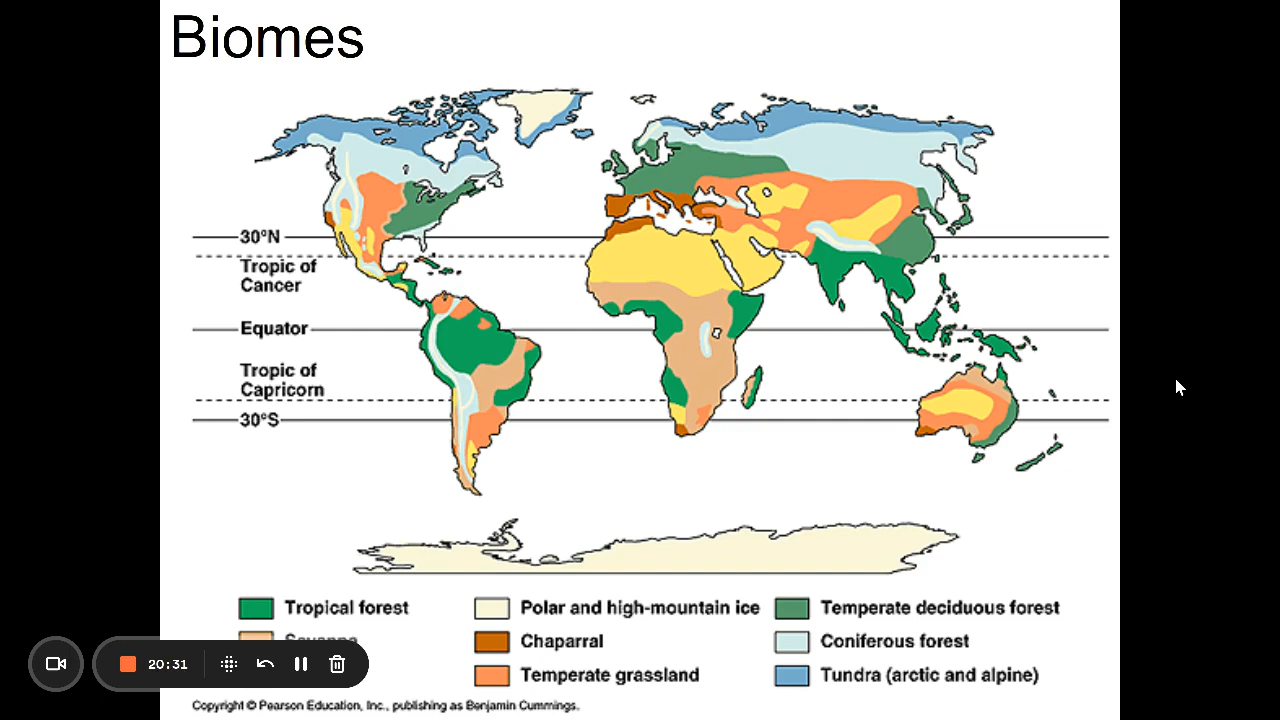 Biomes
30°N
Tropic of
Cancer
Equator
Tropic of
Capricorn
30°S
Tropical forest
Polar and high-mountain ice
Temperate deciduous forest
Savanna
Chaparral
Coniferous forest
20:31
Temperate grassland
Tundra (arctic and alpine)
Copyright © Pearson Education, Inc., publishing as Benjamin Cummings.